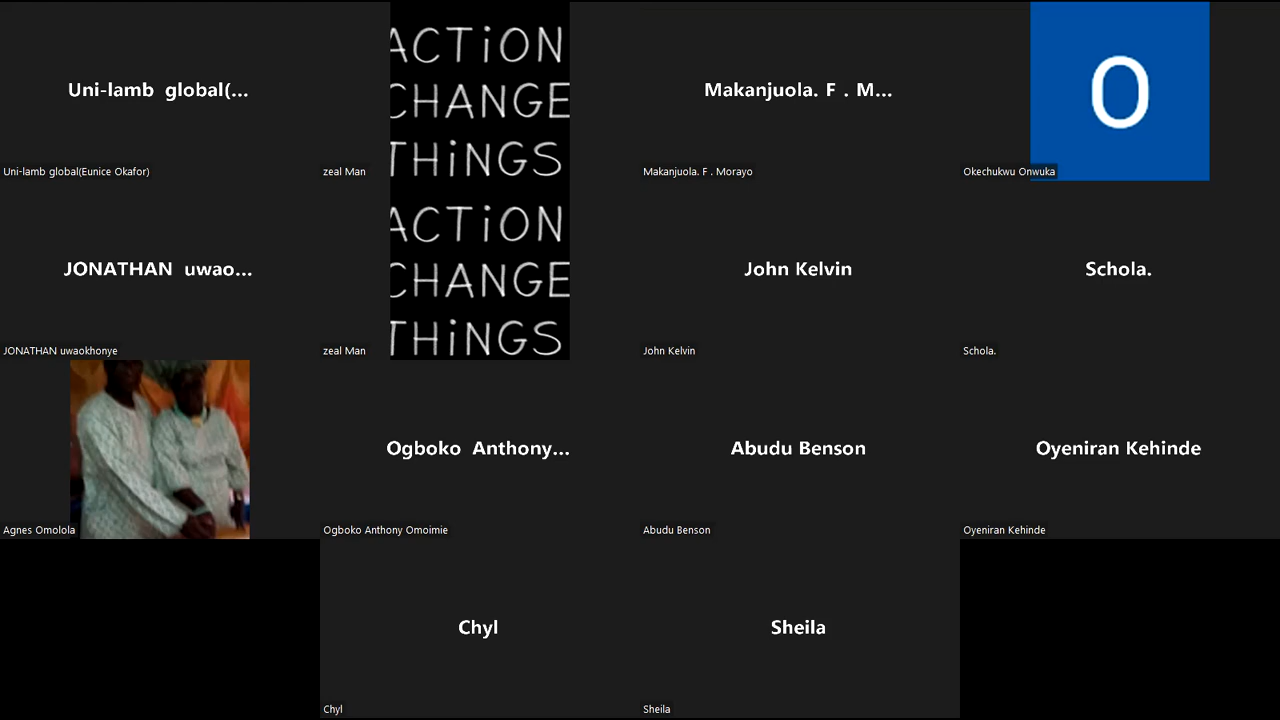 Uni-lamb global(...
Uni-lamb global(Eunice Okafor)
ACTiON
CHANGE
THiNGS
zeal Man
Makanjuola. F . M...
Makanjuola. F . Morayo
O
Okechukwu Onwuka
JONATHAN uwao...
JONATHAN uwaokhonye
ACTiON
CHANGE
THiNGS
zeal Man
John Kelvin
John Kelvin
Schola.
Schola.
Agnes Omolola
Ogboko Anthony...
Ogboko Anthony Omoimie
Abudu Benson
Abudu Benson
Oyeniran Kehinde
Oyeniran Kehinde
Chyl
Chyl
Sheila
Sheila